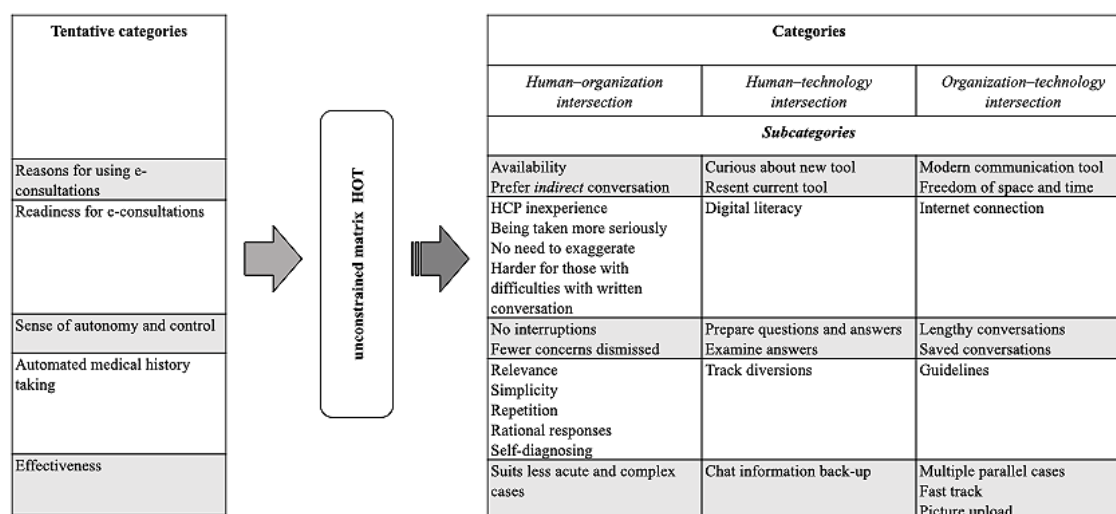 Tentative categories
Reasons for using e-
consultations
Readiness for e-consultations
Sense of autonomy and control
Automated medical history
taking
Effectiveness
unconstrained matrix HOT
Categories
Human–organization
intersection
Human–technology
intersection
Organization–technology
intersection
Subcategories
Availability
Prefer indirect conversation
Curious about new tool
Resent current tool
Modern communication tool
Freedom of space and time
HCP inexperience
Being taken more seriously
No need to exaggerate
Harder for those with
difficulties with written
conversation
Digital literacy
Internet connection
No interruptions
Fewer concerns dismissed
Prepare questions and answers
Examine answers
Lengthy conversations
Saved conversations
Relevance
Simplicity
Repetition
Rational responses
Self-diagnosing
Track diversions
Guidelines
Suits less acute and complex
cases
Chat information back-up
Multiple parallel cases
Fast track
Picture upload